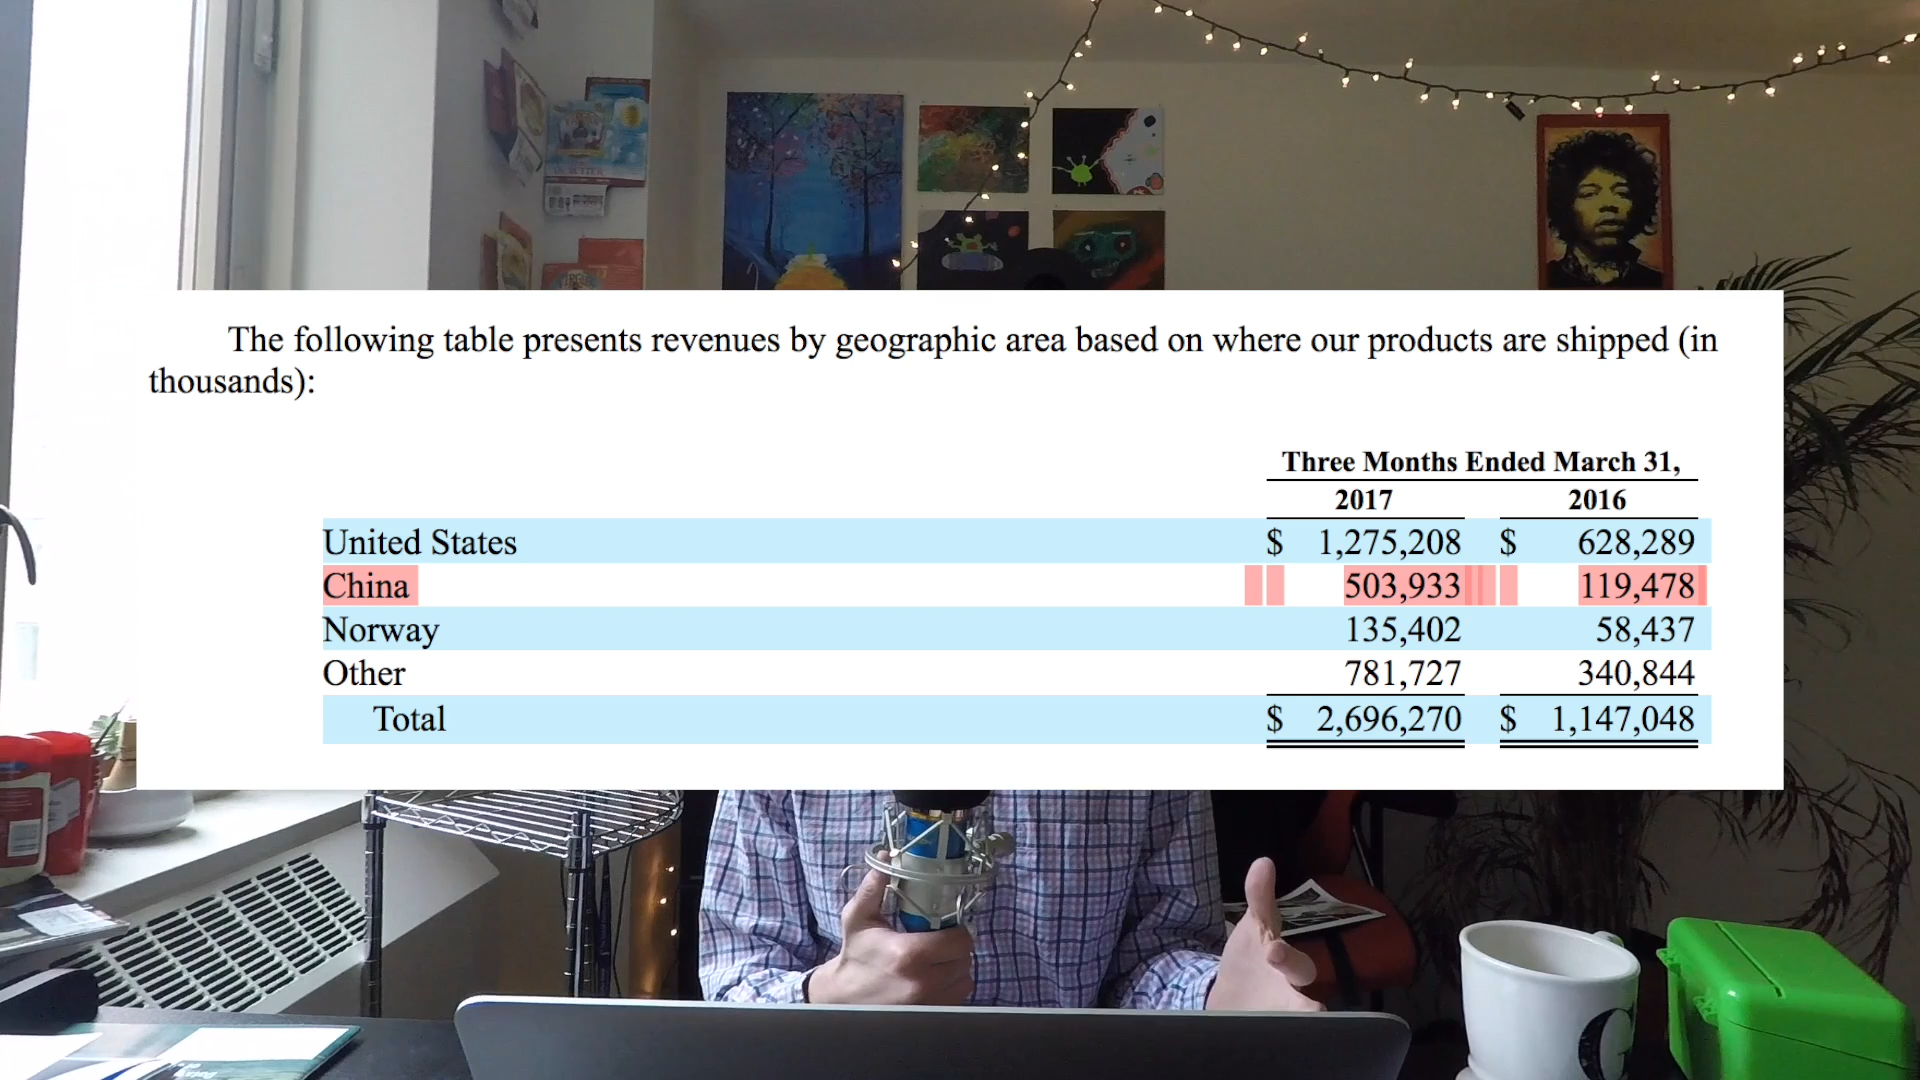 The following table presents revenues by geographic area based on where our products are shipped (in
thousands):
Three Months Ended March 31,
2017 2016
United States $ 1,275,208 $ 628,289
China 503,933 119,478
Norway 135,402 58,437
Other 781,727 340,844
Total $ 2,696,270 $ 1,147,048
G